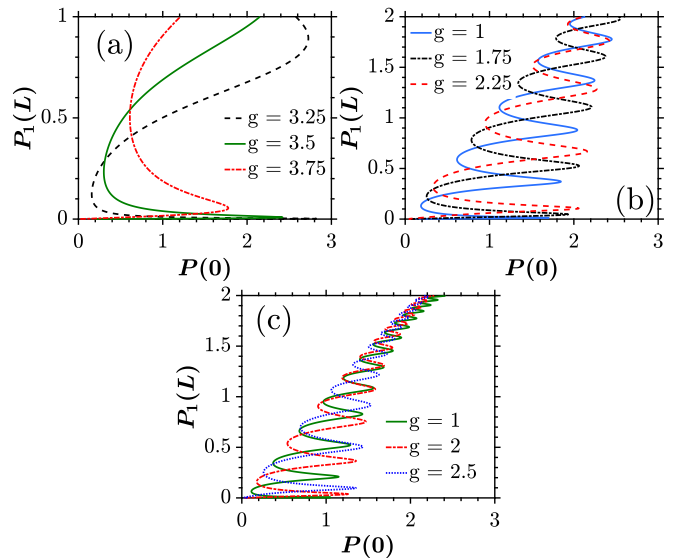 1
0.5
0
P₁(L)
(a)
g = 3.25
g = 3.5
g = 3.75
0 1 2 3
P(0)
2
1.5
1
0.5
0
P₁(L)
g = 1
g = 1.75
g = 2.25
(b)
0 1 2 3
P(0)
2
1.5
1
0.5
0
P₁(L)
(c)
g = 1
g = 2
g = 2.5
0 1 2 3
P(0)